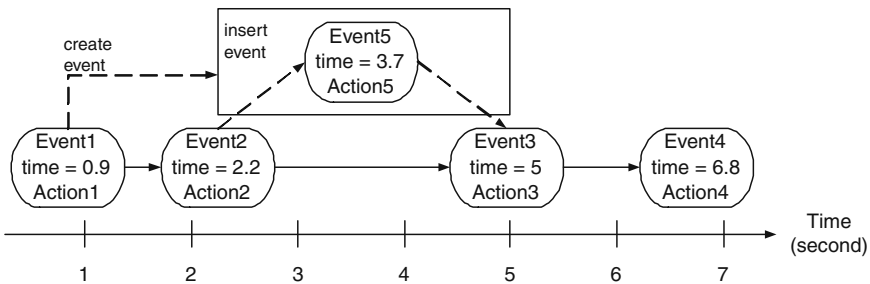 create
event
insert
event
Event5
time = 3.7
Action5
Event1
time = 0.9
Action1
Event2
time = 2.2
Action2
Event3
time = 5
Action3
Event4
time = 6.8
Action4
Time
(second)
1 2 3 4 5 6 7